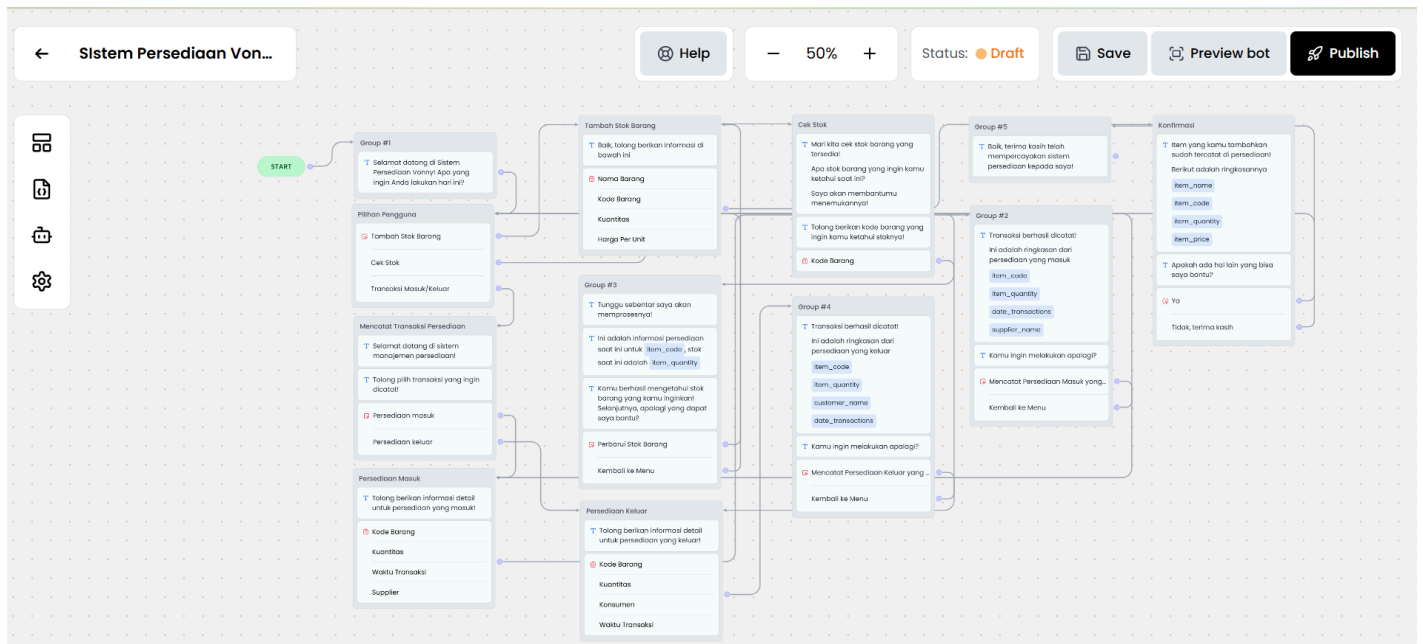 SIstem Persediaan Von...
Help
50%
Status: Draft
Save
Preview bot
Publish
START
Group #1
Selamat datang di Sistem
Persediaan Vonny! Apa yang
ingin Anda lakukan hari ini?
Pilihan Pengguna
Tambah Stok Barang
Cek Stok
Transaksi Masuk/Keluar
Mencatat Transaksi Persediaan
Selamat datang di sistem
manajemen persediaan!
Tolong pilih transaksi yang ingin
dicatat!
Persediaan masuk
Persediaan keluar
Persediaan Masuk
Tolong berikan informasi detail
untuk persediaan yang masuk!
Kode Barang
Kuantitas
Waktu Transaksi
Supplier
Tambah Stok Barang
Baik, tolong berikan informasi di
bawah ini
Nama Barang
Kode Barang
Kuantitas
Harga Per Unit
Group #3
Tunggu sebentar saya akan
memprosesnya!
Ini adalah informasi persediaan
saat ini untuk item_code, stok
saat ini adalah item_quantity
Kamu berhasil mengetahui stok
barang yang kamu inginkan!
Selanjutnya, apalagi yang dapat
saya bantu?
Perbarui Stok Barang
Kembali ke Menu
Persediaan Keluar
Tolong berikan informasi detail
untuk persediaan yang keluar!
Kode Barang
Kuantitas
Konsumen
Waktu Transaksi
Cek Stok
Mari kita cek stok barang yang
tersedia!
Apa stok barang yang ingin kamu
ketahui saat ini?
Saya akan membantumu
menemukannya!
Tolong berikan kode barang yang
ingin kamu ketahui stoknya!
Kode Barang
Group #4
Transaksi berhasil dicatat!
Ini adalah ringkasan dari
persediaan yang keluar
item_code
item_quantity
customer_name
date_transactions
Kamu ingin melakukan apalagi?
Mencatat Persediaan Keluar yang ...
Kembali ke Menu
Group #5
Baik, terima kasih telah
mempercayakan sistem
persediaan kepada saya!
Group #2
Transaksi berhasil dicatat!
Ini adalah ringkasan dari
persediaan yang masuk
item_code
item_quantity
date_transactions
supplier_name
Kamu ingin melakukan apalagi?
Mencatat Persediaan Masuk yang...
Kembali ke Menu
Konfirmasi
Item yang kamu tambahkan
sudah tercatat di persediaan!
Berikut adalah ringkasannya
item_name
item_code
item_quantity
item_price
Apakah ada hal lain yang bisa
saya bantu?
Ya
Tidak, terima kasih